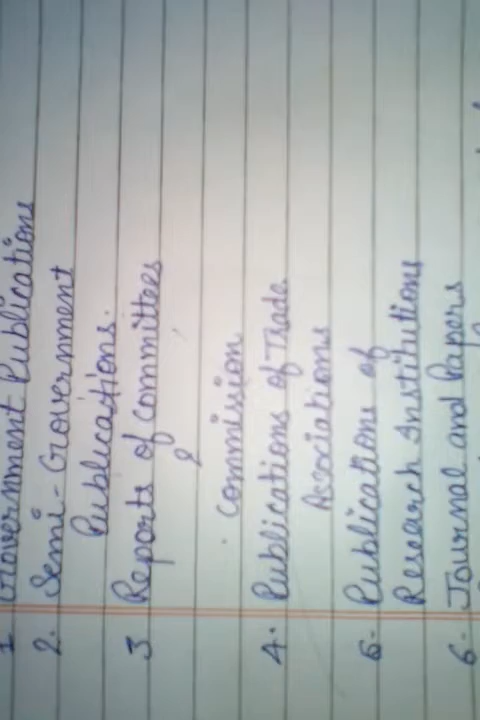 1 Government Publications
2. Semi-Government
Publications.
3 Reports of Committees
&
Commission
4. Publications of Trade
Associations
5. Publications of
Research Institutions
6. Journal and Papers